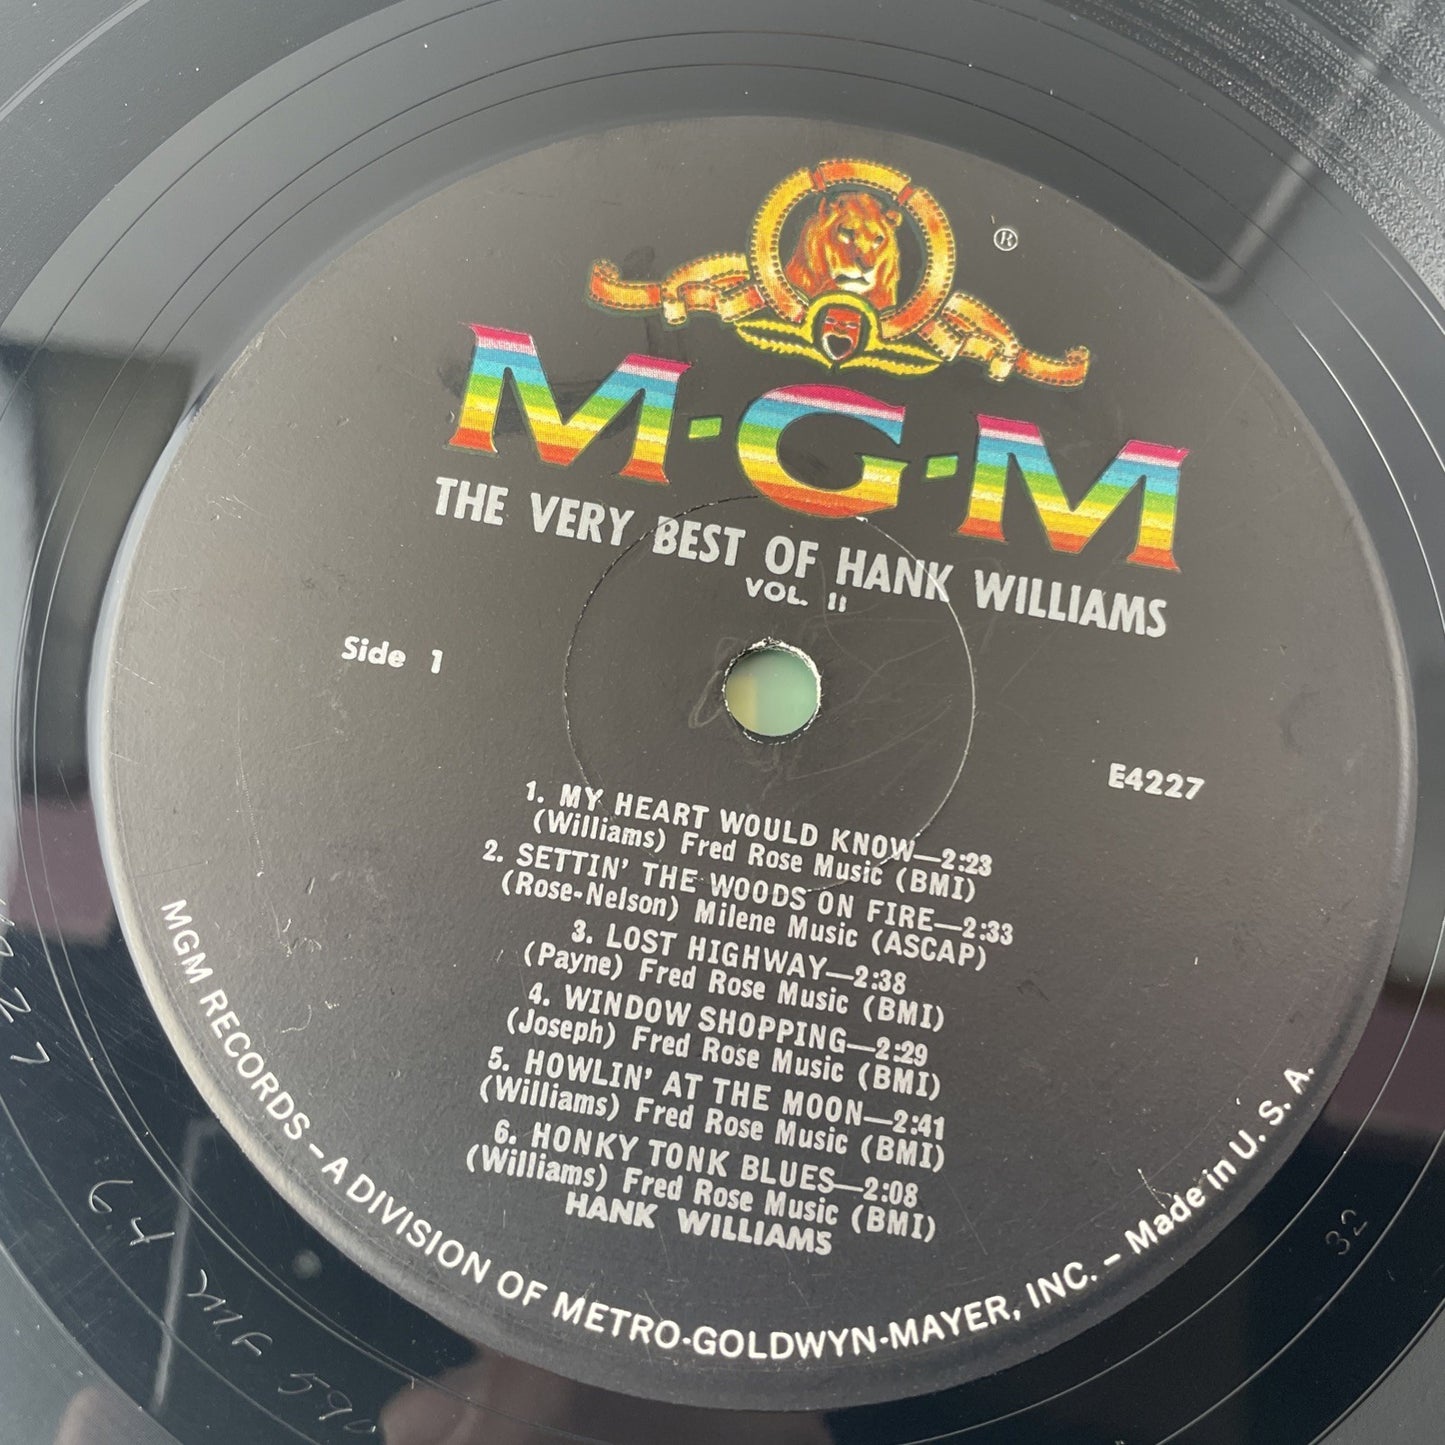 ®
M-G-M
THE VERY BEST OF HANK WILLIAMS
VOL. II
Side 1
E4227
1. MY HEART WOULD KNOW—2:23
(Williams) Fred Rose Music (BMI)
2. SETTIN' THE WOODS ON FIRE—2:33
(Rose-Nelson) Milene Music (ASCAP)
3. LOST HIGHWAY—2:38
(Payne) Fred Rose Music (BMI)
4. WINDOW SHOPPING—2:29
(Joseph) Fred Rose Music (BMI)
5. HOWLIN' AT THE MOON—2:41
(Williams) Fred Rose Music (BMI)
6. HONKY TONK BLUES—2:08
(Williams) Fred Rose Music (BMI)
HANK WILLIAMS
MGM RECORDS – A DIVISION OF METRO-GOLDWYN-MAYER, INC. – Made in U. S. A.
64 MF 590
32